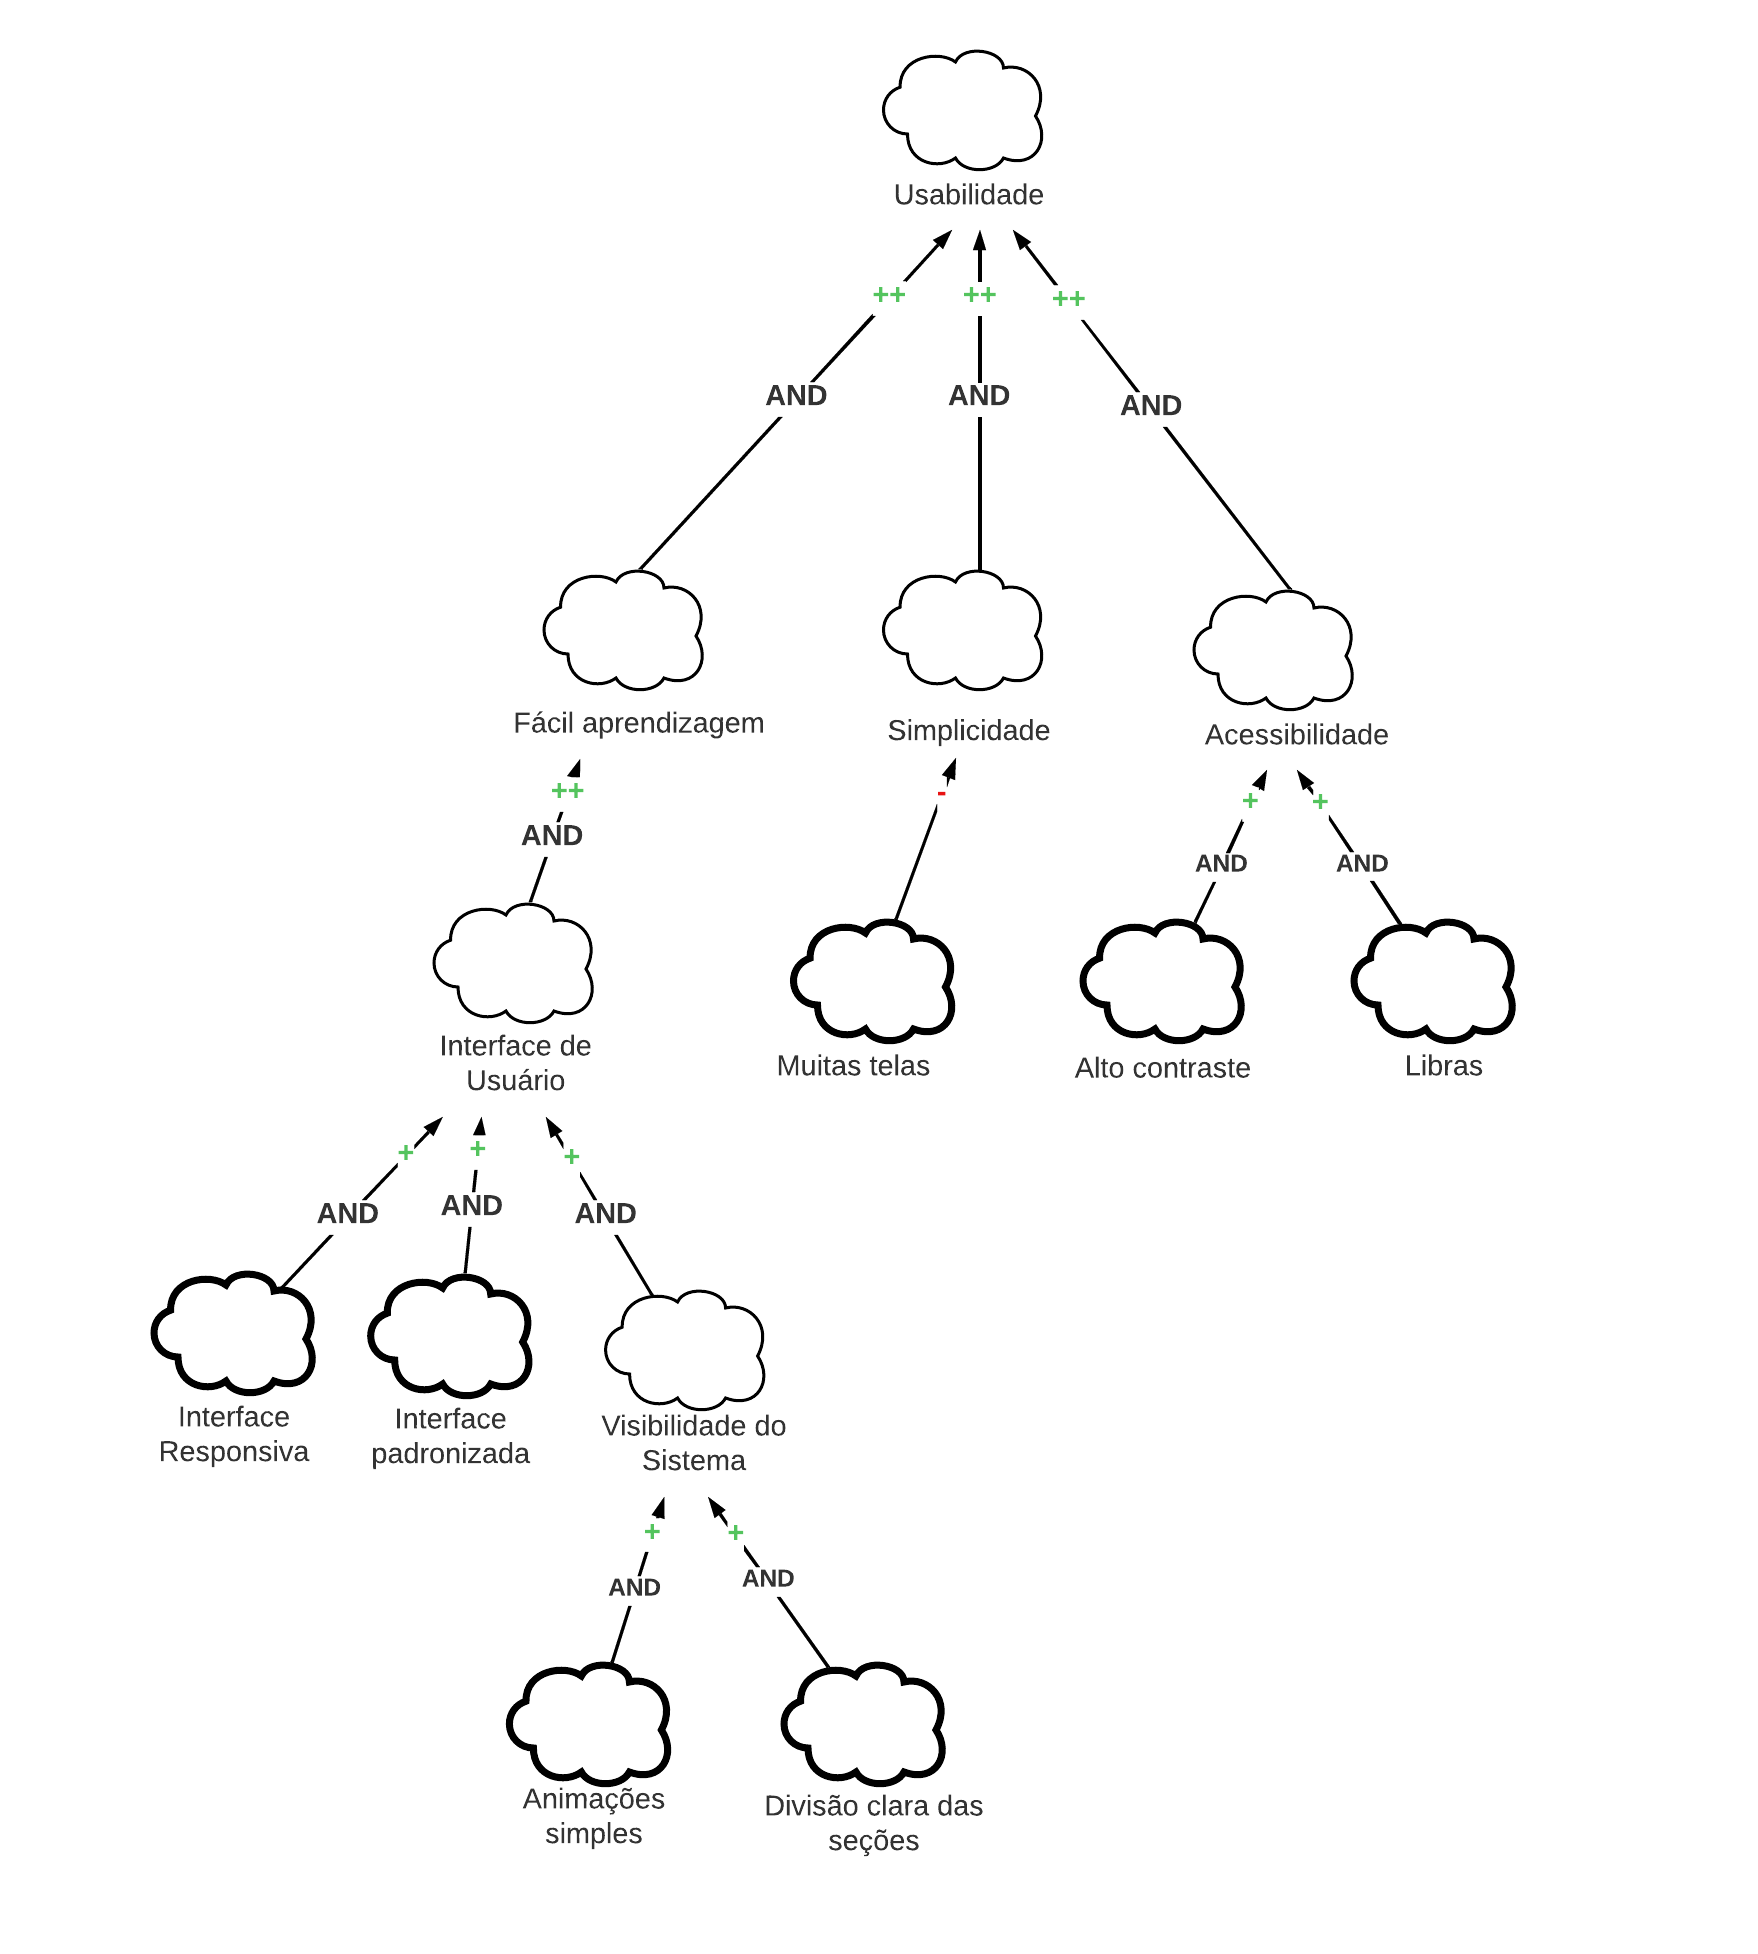 Usabilidade
++
++
++
AND
AND
AND
Fácil aprendizagem
Simplicidade
Acessibilidade
++
-
+
+
AND
AND
AND
Interface de
Usuário
Muitas telas
Alto contraste
Libras
+
+
+
AND
AND
AND
Interface
Responsiva
Interface
padronizada
Visibilidade do
Sistema
+
+
AND
AND
Animações
simples
Divisão clara das
seções